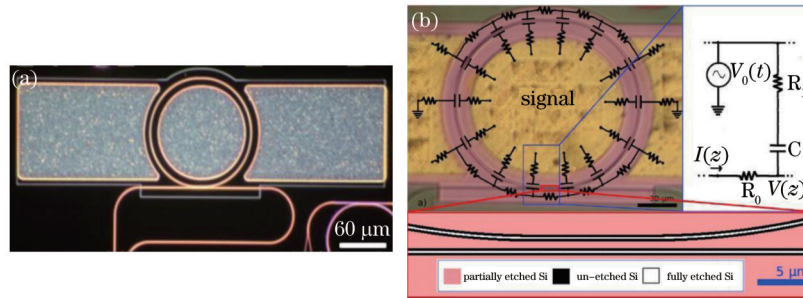 (a)
60 μm
(b)
signal
a)
V₀(t)
R
C
I(z)
R₀
V(z)
partially etched Si
un-etched Si
fully etched Si
5 μm